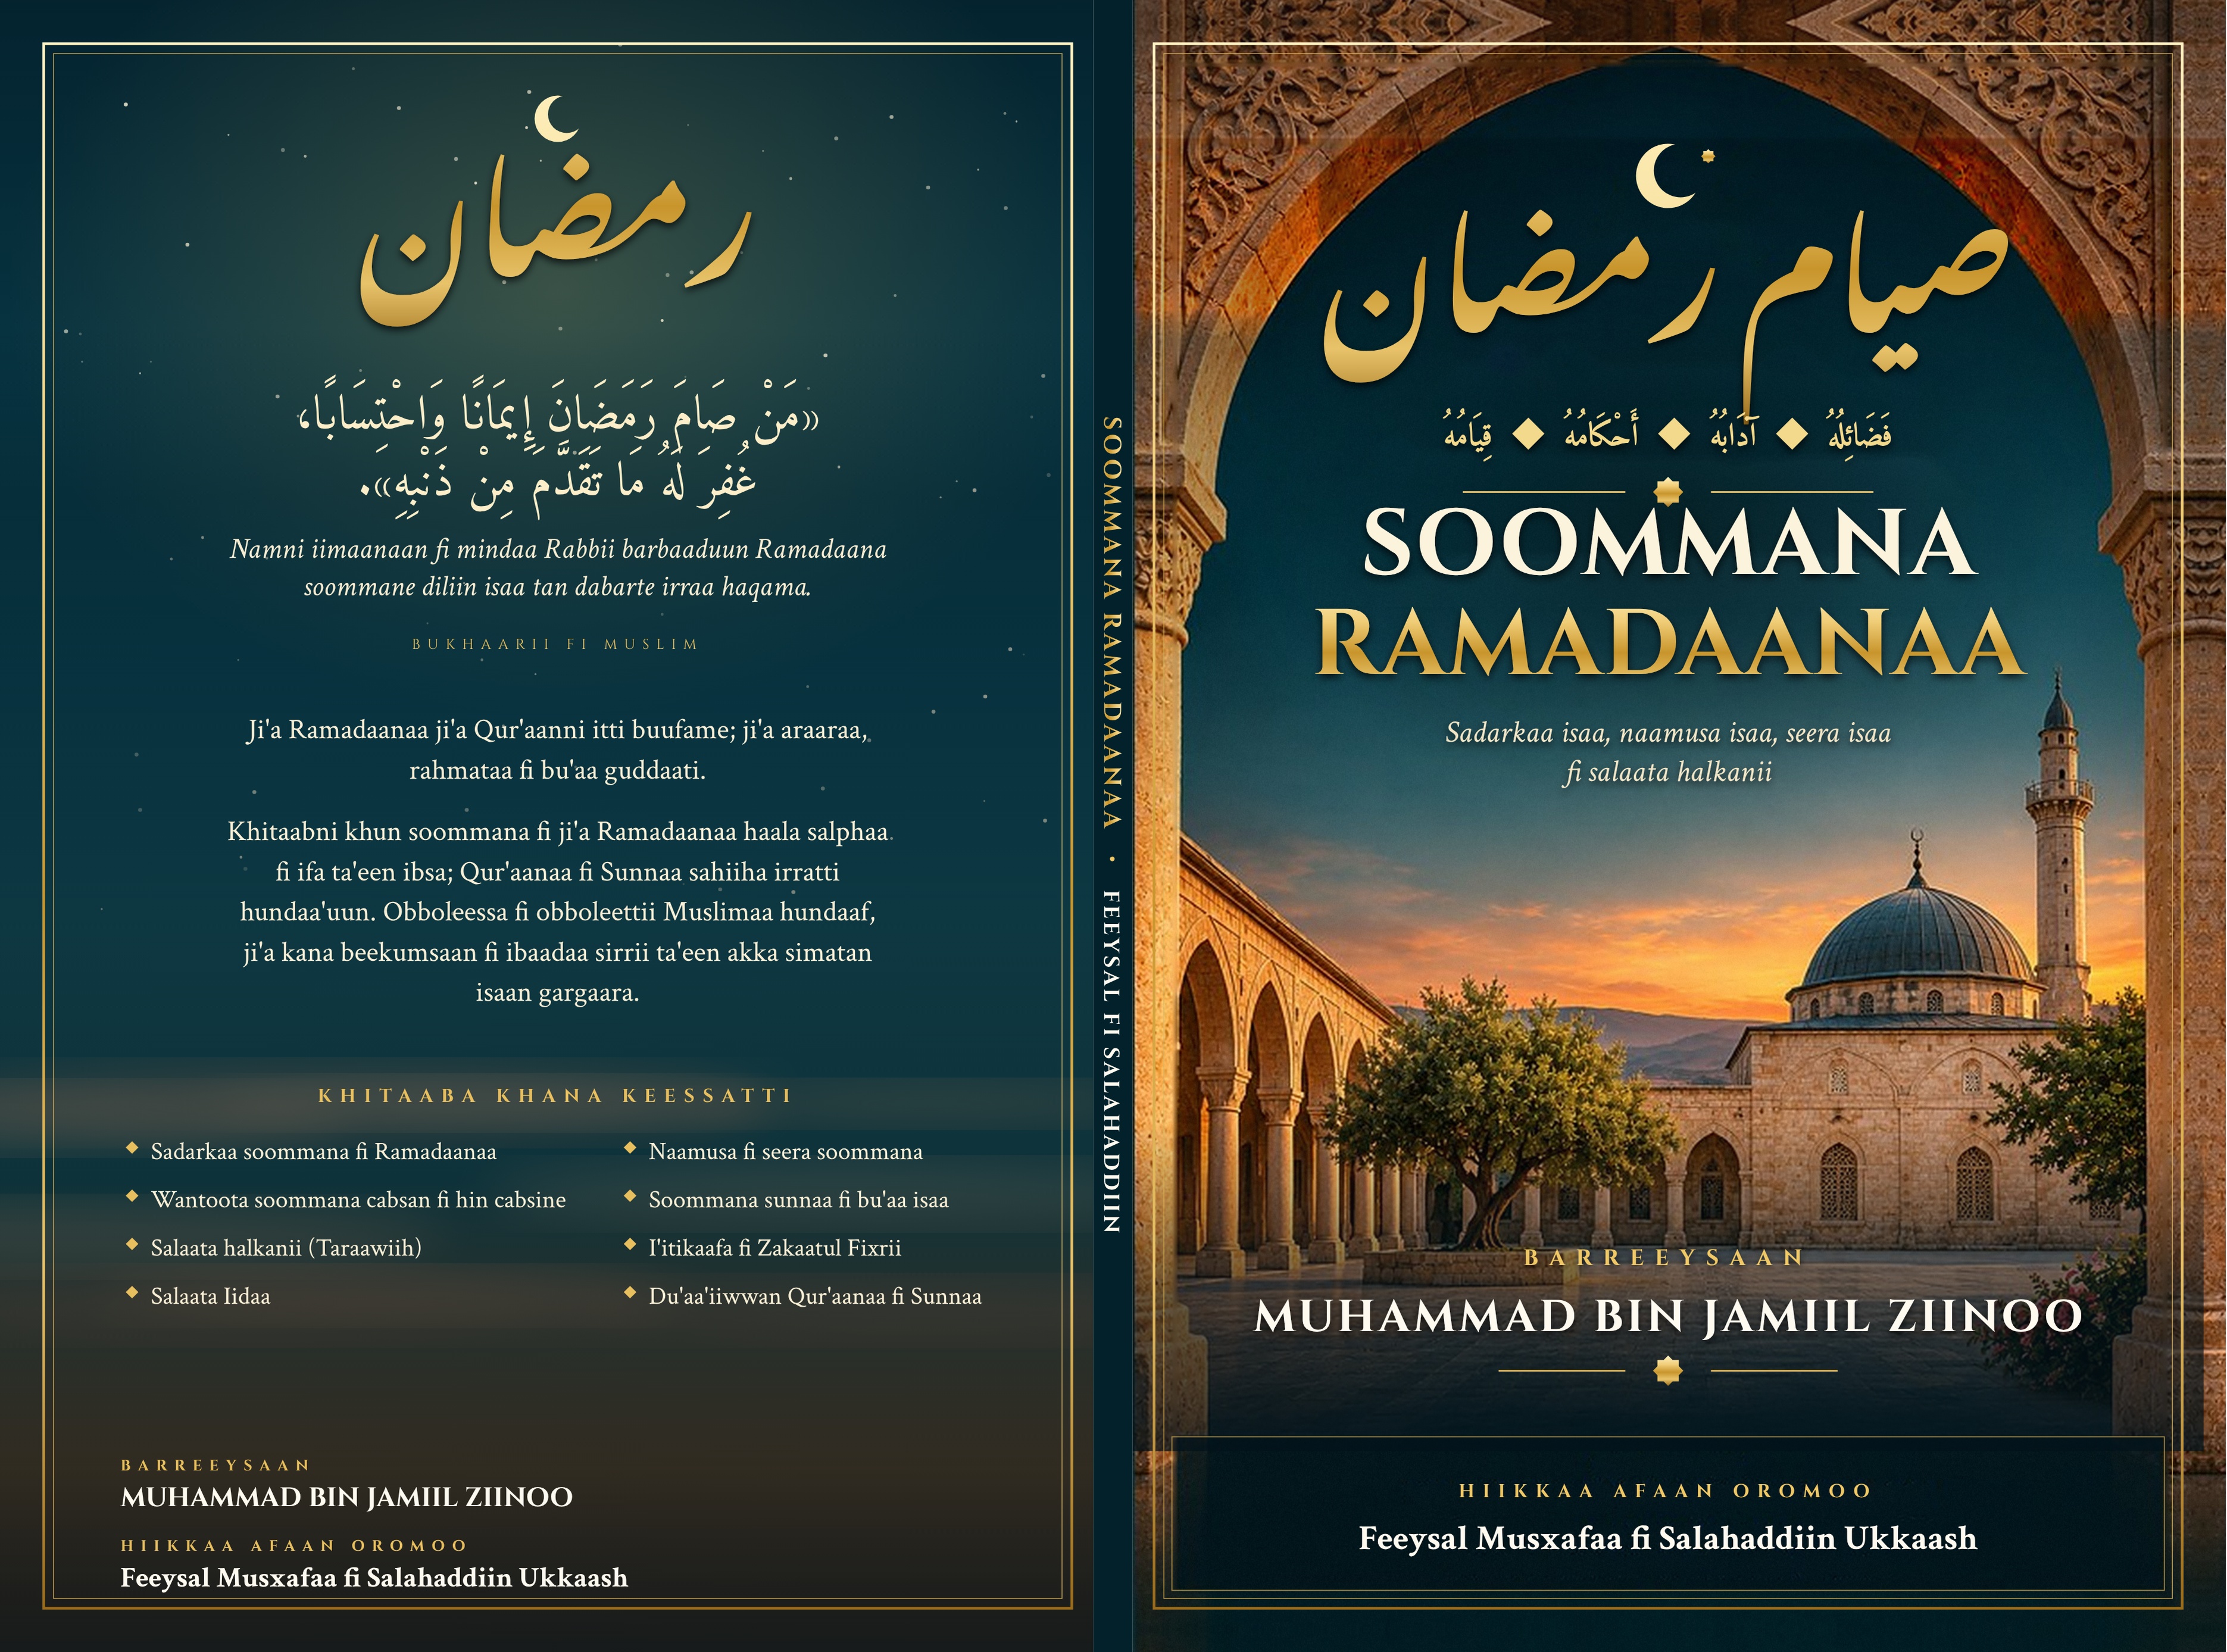 رمضان
«مَنْ صَامَ رَمَضَانَ إِيمَانًا وَاحْتِسَابًا،
غُفِرَ لَهُ مَا تَقَدَّمَ مِنْ ذَنْبِهِ».
Namni iimaanaan fi mindaa Rabbii barbaaduun Ramadaana
soommane diliin isaa tan dabarte irraa haqama.
BUKHAARII FI MUSLIM
Ji'a Ramadaanaa ji'a Qur'aanni itti buufame; ji'a araaraa,
rahmataa fi bu'aa guddaati.
Khitaabni khun soommana fi ji'a Ramadaanaa haala salphaa
fi ifa ta'een ibsa; Qur'aanaa fi Sunnaa sahiiha irratti
hundaa'uun. Obboleessa fi obboleettii Muslimaa hundaaf,
ji'a kana beekumsaan fi ibaadaa sirrii ta'een akka simatan
isaan gargaara.
KHITAABA KHANA KEESSATTI
Sadarkaa soommana fi Ramadaanaa
Wantoota soommana cabsan fi hin cabsine
Salaata halkanii (Taraawiih)
Salaata Iidaa
Naamusa fi seera soommana
Soommana sunnaa fi bu'aa isaa
I'itikaafa fi Zakaatul Fixrii
Du'aa'iiwwan Qur'aanaa fi Sunnaa
BARREEYSAAN
MUHAMMAD BIN JAMIIL ZIINOO
HIIKKAA AFAAN OROMOO
Feeysal Musxafaa fi Salahaddiin Ukkaash
SOOMMANA RAMADAANAA • FEEYSAL FI SALAHADDIIN
صيام رمضان
فَضَائِلُهُ ◆ آدَابُهُ ◆ أَحْكَامُهُ ◆ قِيَامُهُ
SOOMMANA
RAMADAANAA
Sadarkaa isaa, naamusa isaa, seera isaa
fi salaata halkanii
BARREEYSAAN
MUHAMMAD BIN JAMIIL ZIINOO
HIIKKAA AFAAN OROMOO
Feeysal Musxafaa fi Salahaddiin Ukkaash